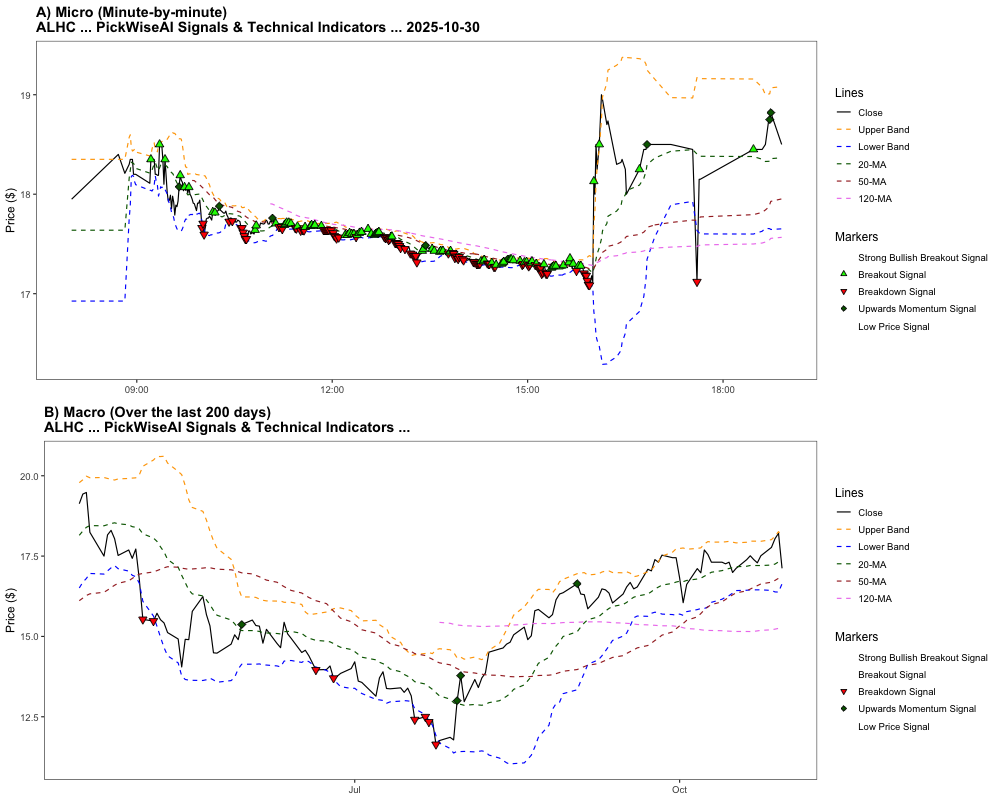 A) Micro (Minute-by-minute)
ALHC ... PickWiseAI Signals & Technical Indicators ... 2025-10-30
Price ($)
19
18
17
09:00
12:00
15:00
18:00
Lines
Close
Upper Band
Lower Band
20-MA
50-MA
120-MA
Markers
Strong Bullish Breakout Signal
Breakout Signal
Breakdown Signal
Upwards Momentum Signal
Low Price Signal
B) Macro (Over the last 200 days)
ALHC ... PickWiseAI Signals & Technical Indicators ...
Price ($)
20.0
17.5
15.0
12.5
Jul
Oct
Lines
Close
Upper Band
Lower Band
20-MA
50-MA
120-MA
Markers
Strong Bullish Breakout Signal
Breakout Signal
Breakdown Signal
Upwards Momentum Signal
Low Price Signal